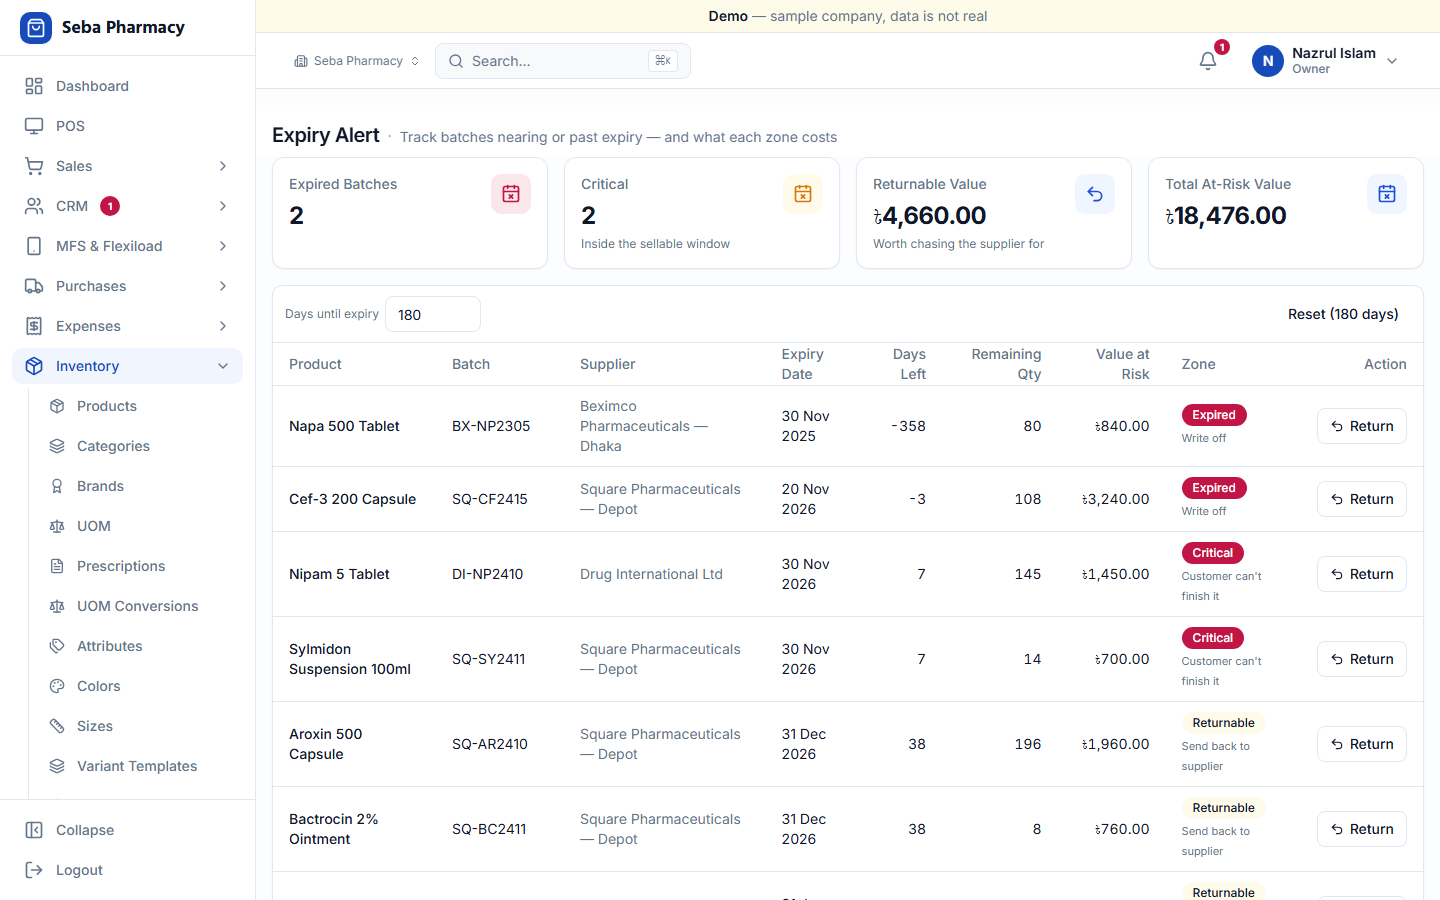 Seba Pharmacy
Demo — sample company, data is not real
Seba Pharmacy
Search...
⌘K
1
N
Nazrul Islam
Owner
Dashboard
POS
Sales
CRM 1
MFS & Flexiload
Purchases
Expenses
Inventory
Products
Categories
Brands
UOM
Prescriptions
UOM Conversions
Attributes
Colors
Sizes
Variant Templates
Collapse
Logout
Expiry Alert · Track batches nearing or past expiry — and what each zone costs
Expired Batches
2
Critical
2
Inside the sellable window
Returnable Value
৳4,660.00
Worth chasing the supplier for
Total At-Risk Value
৳18,476.00
Days until expiry 180
Reset (180 days)
Product
Batch
Supplier
Expiry
Date
Days
Left
Remaining
Qty
Value at
Risk
Zone
Action
Napa 500 Tablet
BX-NP2305
Beximco
Pharmaceuticals —
Dhaka
30 Nov
2025
-358
80
৳840.00
Expired
Write off
Return
Cef-3 200 Capsule
SQ-CF2415
Square Pharmaceuticals
— Depot
20 Nov
2026
-3
108
৳3,240.00
Expired
Write off
Return
Nipam 5 Tablet
DI-NP2410
Drug International Ltd
30 Nov
2026
7
145
৳1,450.00
Critical
Customer can't
finish it
Return
Sylmidon
Suspension 100ml
SQ-SY2411
Square Pharmaceuticals
— Depot
30 Nov
2026
7
14
৳700.00
Critical
Customer can't
finish it
Return
Aroxin 500
Capsule
SQ-AR2410
Square Pharmaceuticals
— Depot
31 Dec
2026
38
196
৳1,960.00
Returnable
Send back to
supplier
Return
Bactrocin 2%
Ointment
SQ-BC2411
Square Pharmaceuticals
— Depot
31 Dec
2026
38
8
৳760.00
Returnable
Send back to
supplier
Return
Returnable